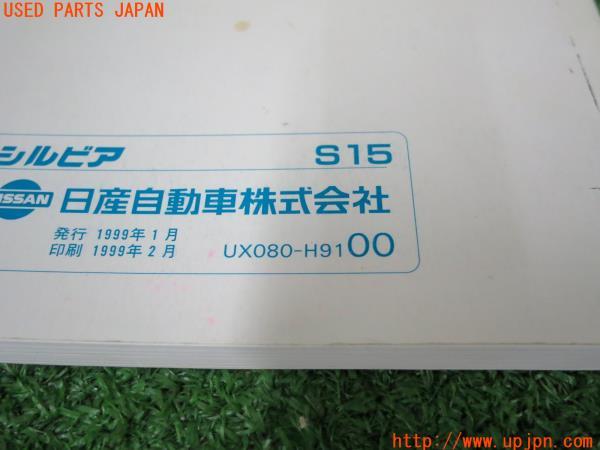 USED PARTS JAPAN
シルビア S15
NISSAN 日産自動車株式会社
発行 1999年1月
印刷 1999年2月 UX080-H9100
http://www.upjpn.com/